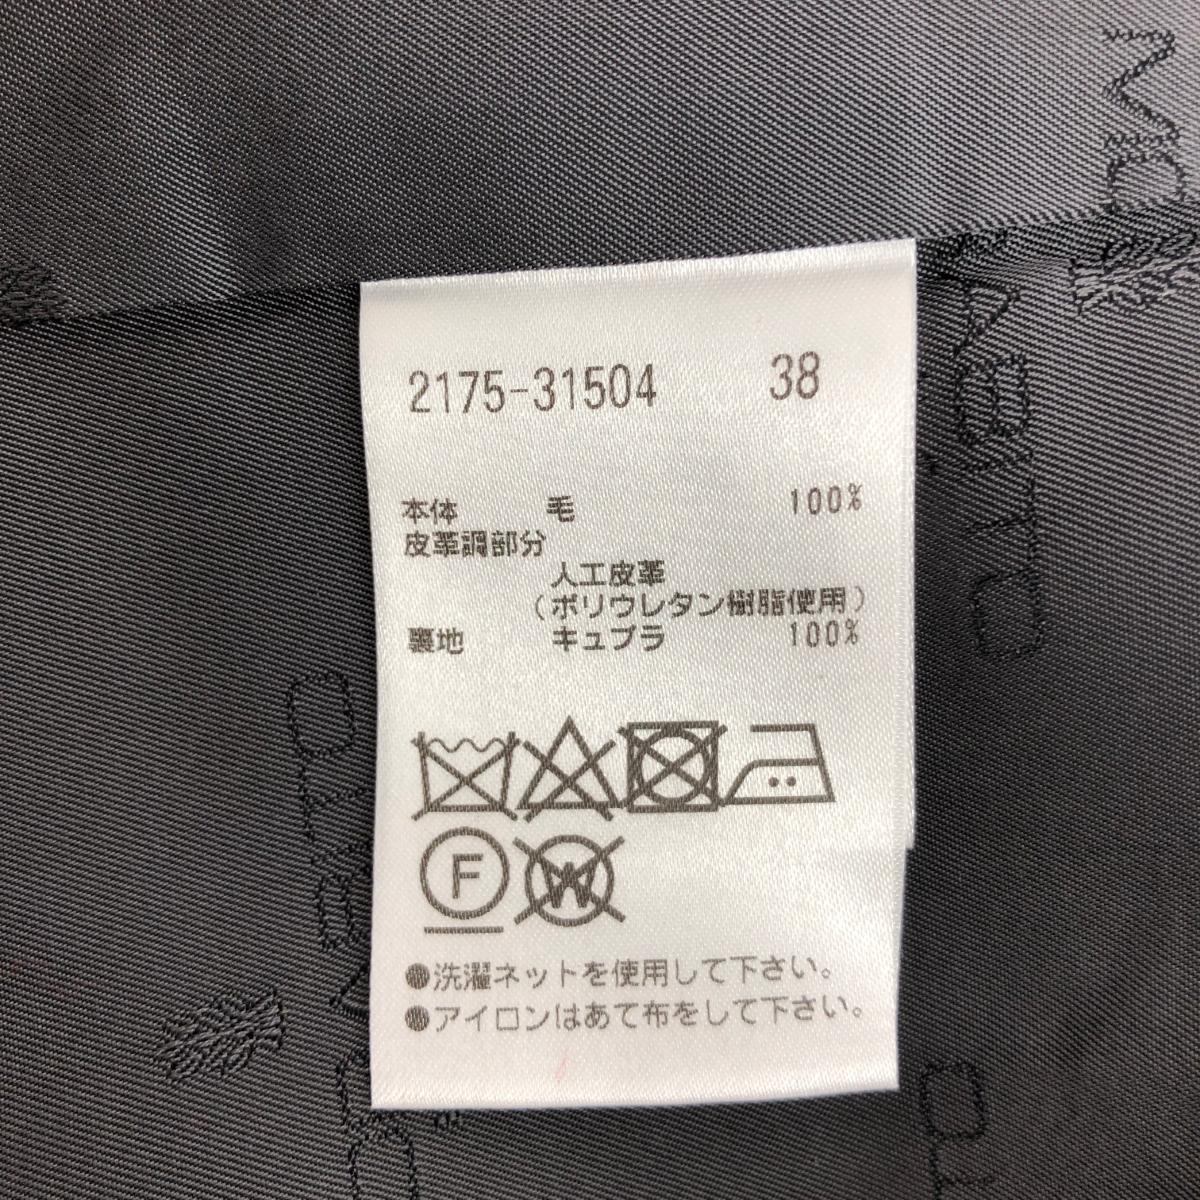 2175-31504 38
本体 毛 100%
皮革調部分
人工皮革
(ポリウレタン樹脂使用)
裏地 キュプラ 100%
F W
●洗濯ネットを使用して下さい。
●アイロンはあて布をして下さい。